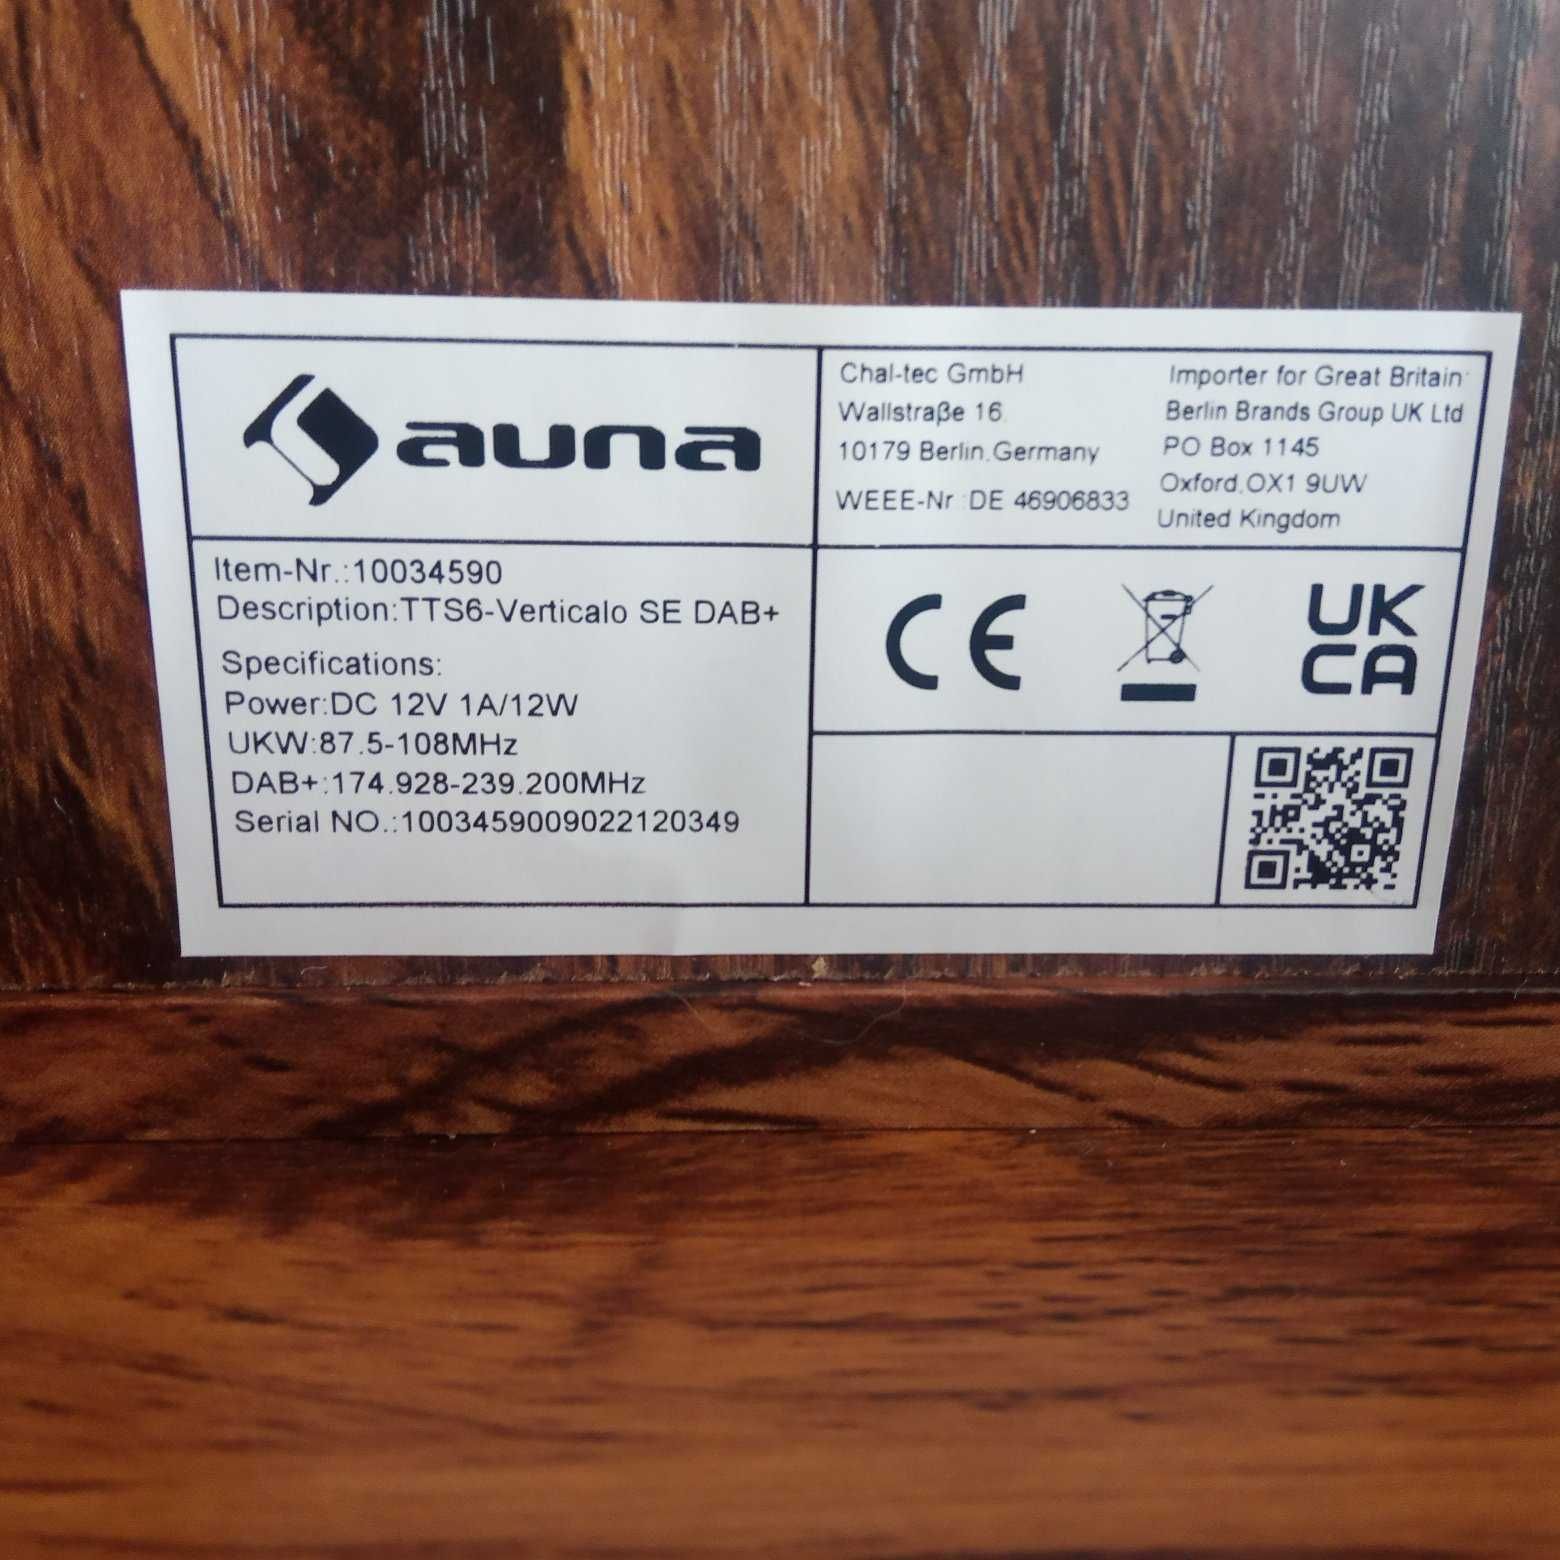 auna
Chal-tec GmbH
Wallstraße 16
10179 Berlin,Germany
WEEE-Nr.:DE 46906833
Importer for Great Britain:
Berlin Brands Group UK Ltd
PO Box 1145
Oxford,OX1 9UW
United Kingdom
Item-Nr.:10034590
Description:TTS6-Verticalo SE DAB+
Specifications:
Power:DC 12V 1A/12W
UKW:87.5-108MHz
DAB+:174.928-239.200MHz
Serial NO.:1003459009022120349
CE
UK
CA